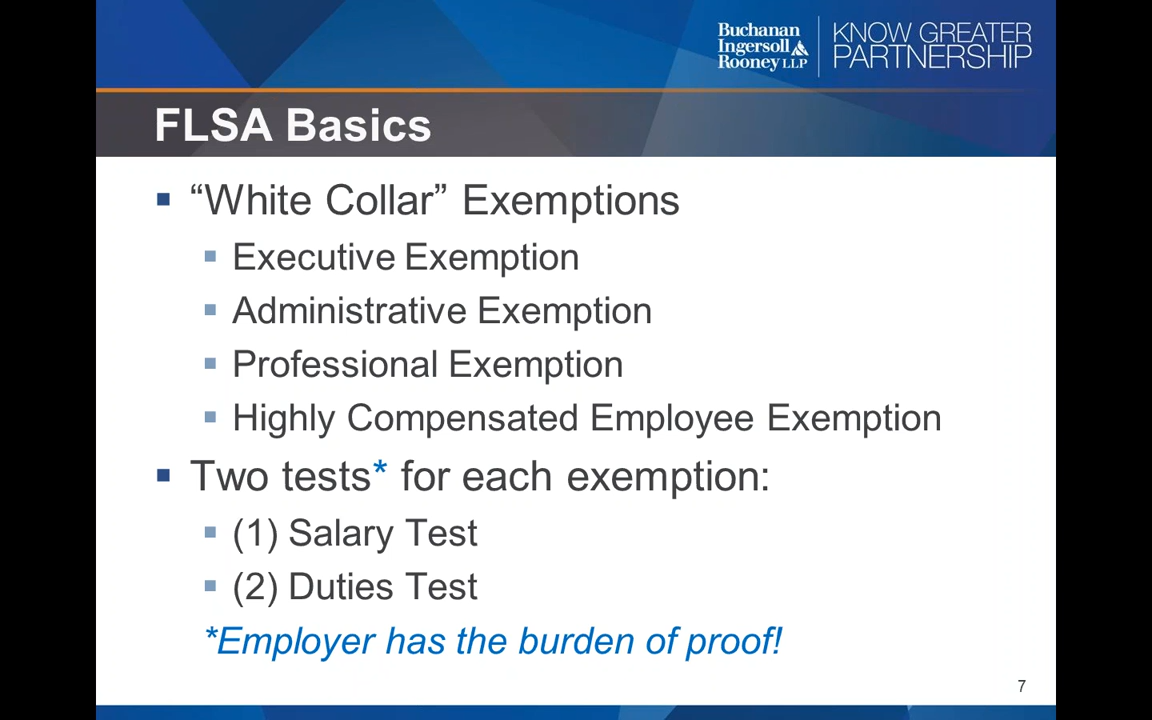 Buchanan
Ingersoll
Rooney LLP
KNOW GREATER
PARTNERSHIP
FLSA Basics
“White Collar” Exemptions
Executive Exemption
Administrative Exemption
Professional Exemption
Highly Compensated Employee Exemption
Two tests* for each exemption:
(1) Salary Test
(2) Duties Test
*Employer has the burden of proof!
7